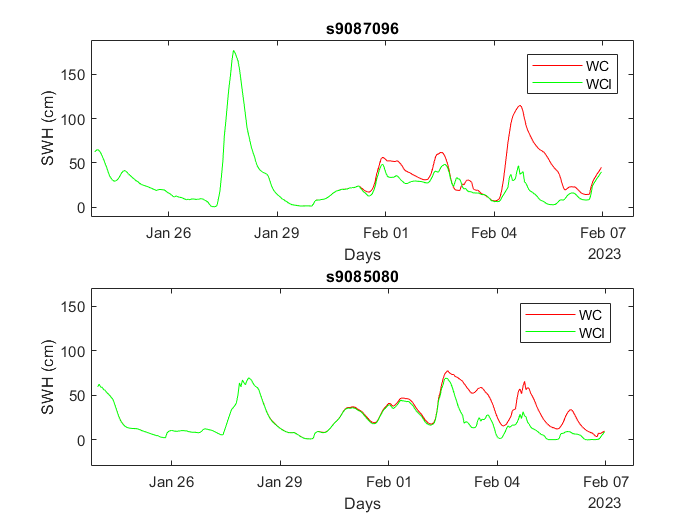 s9087096
SWH (cm)
150
100
50
0
WC
WCI
Jan 26
Jan 29
Feb 01
Feb 04
Feb 07
Days
2023
s9085080
SWH (cm)
150
100
50
0
WC
WCI
Jan 26
Jan 29
Feb 01
Feb 04
Feb 07
Days
2023